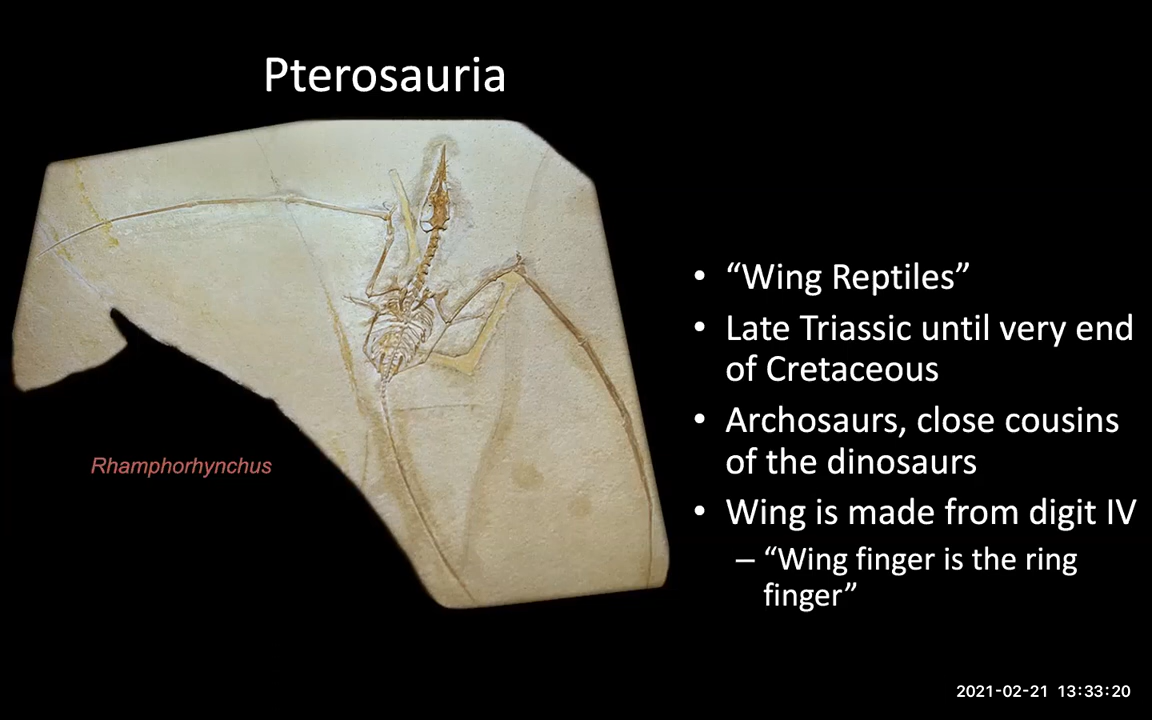 Pterosauria
• “Wing Reptiles”
• Late Triassic until very end
of Cretaceous
• Archosaurs, close cousins
of the dinosaurs
• Wing is made from digit IV
– “Wing finger is the ring
finger”
Rhamphorhynchus
2021-02-21 13:33:20